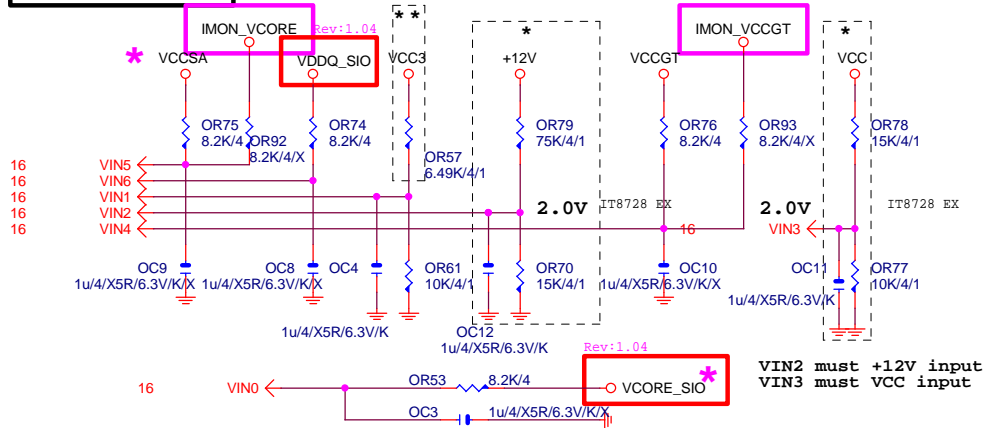 IMON_VCORE
Rev:1.04
* *
IMON_VCCGT
*
VCCSA
VDDQ_SIO
VCC3
*
+12V
VCCGT
*
VCC
OR75
8.2K/4
OR92
8.2K/4/X
OR74
8.2K/4
OR57
6.49K/4/1
OR79
75K/4/1
OR76
8.2K/4
OR93
8.2K/4/X
OR78
15K/4/1
16 VIN5
16 VIN6
16 VIN1
16 VIN2
16 VIN4
2.0V
IT8728 EX
16
2.0V
VIN3
IT8728 EX
OC9
1u/4/X5R/6.3V/K/X
OC8
1u/4/X5R/6.3V/K/X
OC4
1u/4/X5R/6.3V/K
OR61
10K/4/1
OC12
1u/4/X5R/6.3V/K
OR70
15K/4/1
OC10
1u/4/X5R/6.3V/K/X
OC11
1u/4/X5R/6.3V/K
OR77
10K/4/1
Rev:1.04
VIN2 must +12V input
VIN3 must VCC input
16 VIN0
OR53 8.2K/4
VCORE_SIO
*
OC3 1u/4/X5R/6.3V/K/X